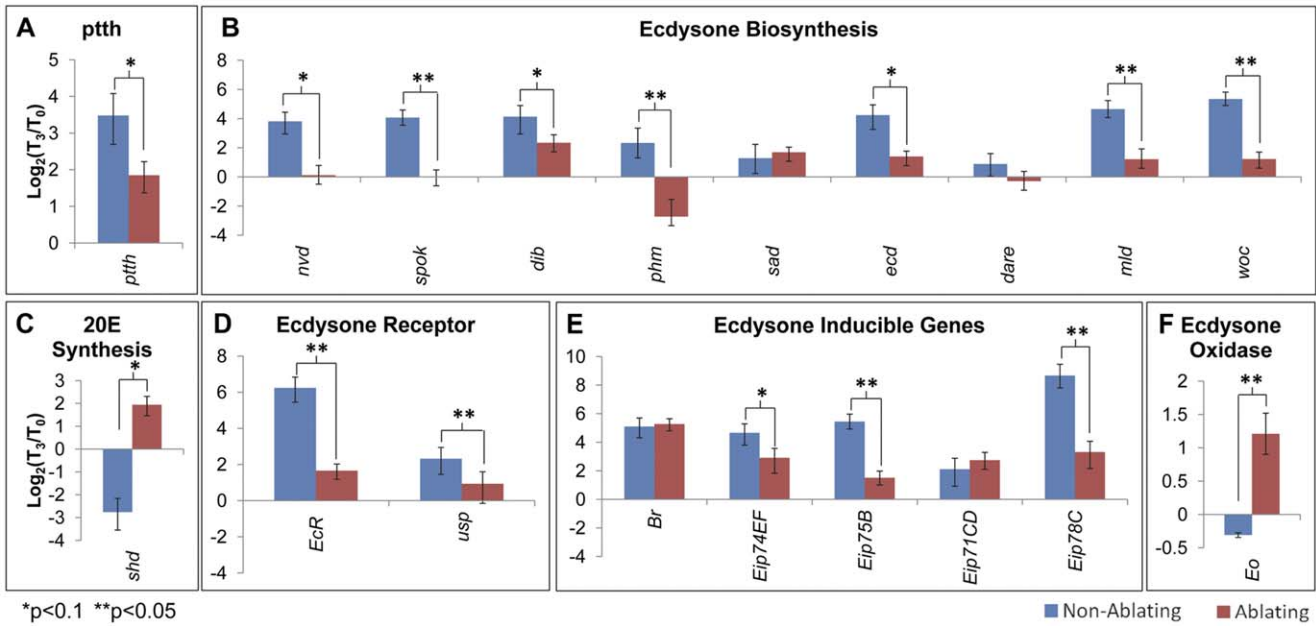 A
ptth
Log2(T3/T0)
5
4
3
2
1
0
*
ptth
B
Ecdysone Biosynthesis
8
6
4
2
0
-2
-4
*
**
*
**
*
**
**
nvd
spok
dib
phm
sad
ecd
dare
mld
woc
C
20E
Synthesis
Log2(T3/T0)
3
2
1
0
-1
-2
-3
-4
*
shd
D
Ecdysone Receptor
8
6
4
2
0
-2
-4
**
**
EcR
usp
E
Ecdysone Inducible Genes
10
8
6
4
2
0
-2
-4
*
**
**
Br
Eip74EF
Eip75B
Eip71CD
Eip78C
F
Ecdysone
Oxidase
2
1.5
1
0.5
0
-0.5
**
Eo
*p<0.1 **p<0.05
Non-Ablating
Ablating